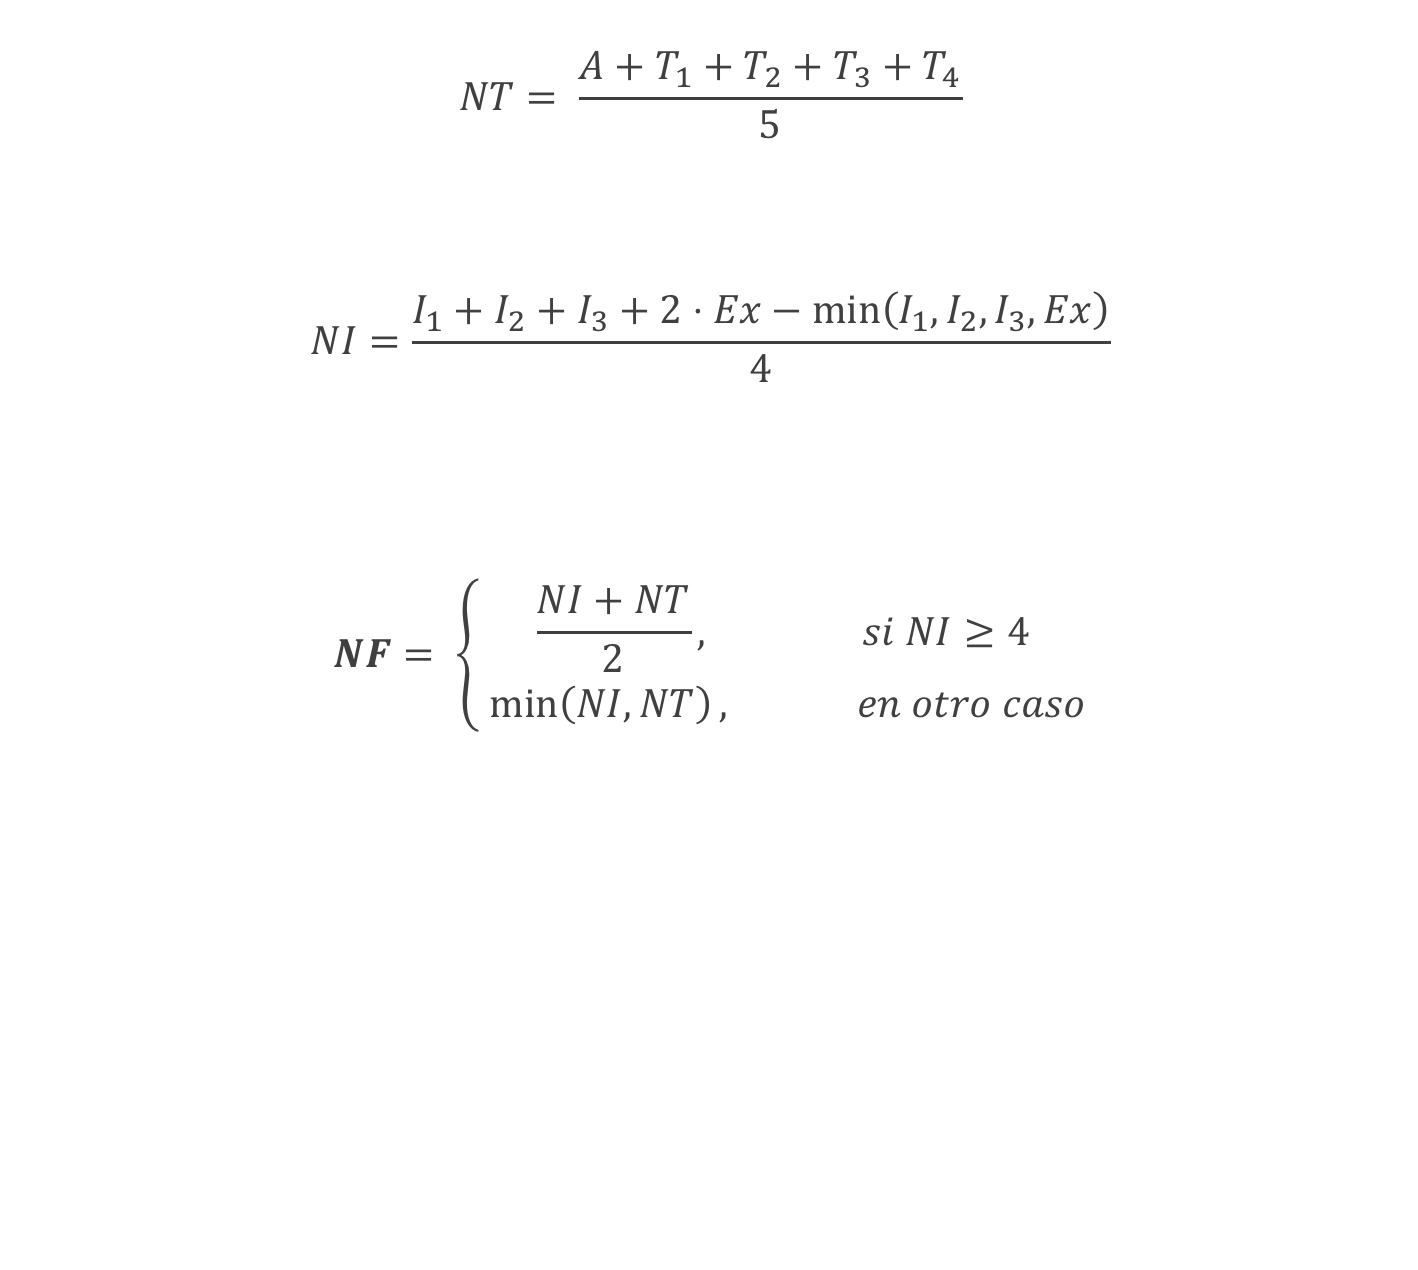 NT = (A + T₁ + T₂ + T₃ + T₄) / 5
NI = (I₁ + I₂ + I₃ + 2 · Ex − min(I₁, I₂, I₃, Ex)) / 4
NF = { (NI + NT) / 2, si NI ≥ 4
min(NI, NT), en otro caso